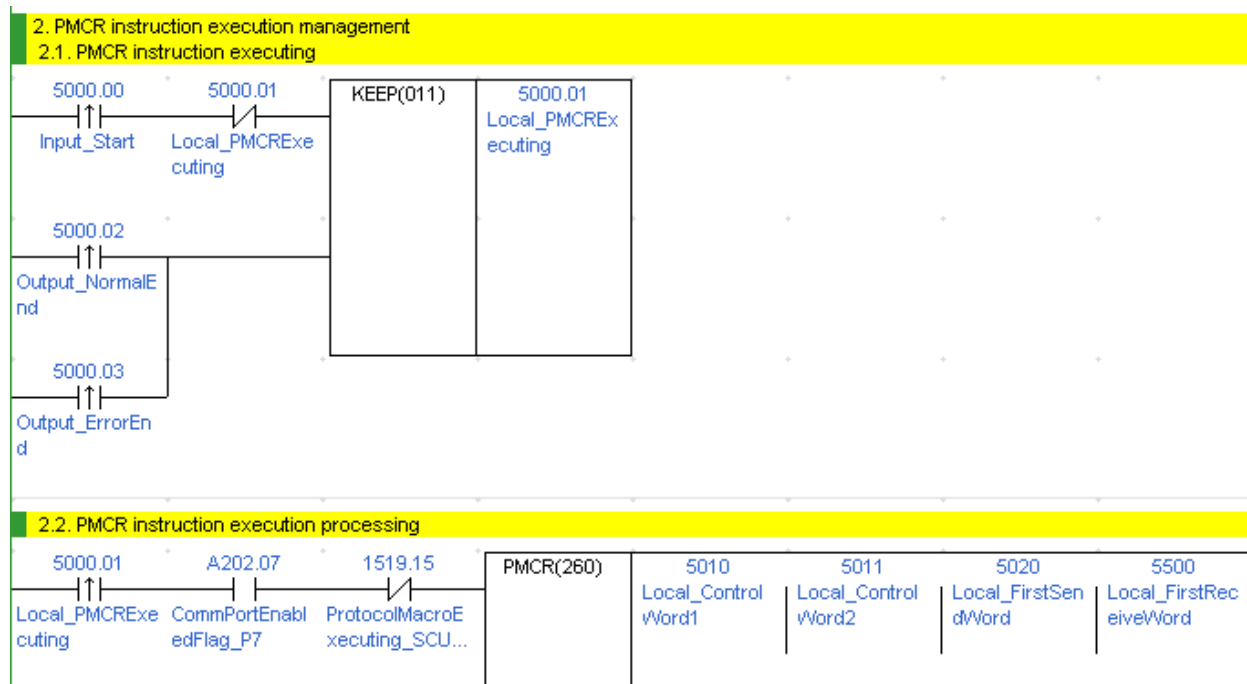 2. PMCR instruction execution management
2.1. PMCR instruction executing
5000.00 5000.01 KEEP(011) 5000.01
Input_Start Local_PMCRExe
cuting
Local_PMCREx
ecuting
5000.02
Output_NormalE
nd
5000.03
Output_ErrorEn
d
2.2. PMCR instruction execution processing
5000.01 A202.07 1519.15 PMCR(260) 5010 5011 5020 5500
Local_PMCRExe CommPortEnabl ProtocolMacroE Local_Control Local_Control Local_FirstSen Local_FirstRec
cuting edFlag_P7 xecuting_SCU... Word1 Word2 dWord eiveWord